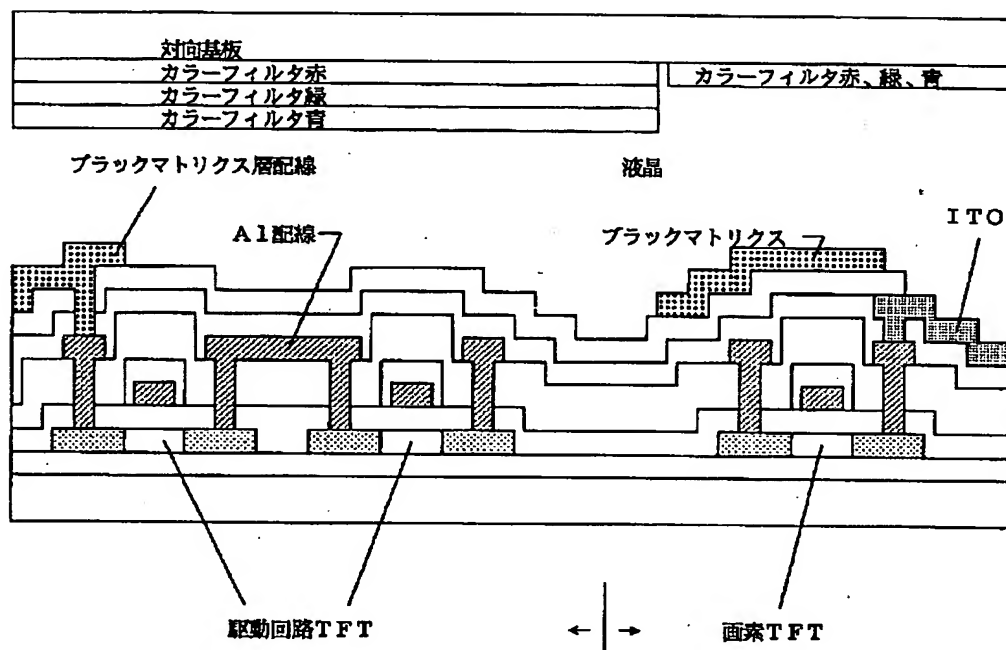 対向基板
カラーフィルタ赤
カラーフィルタ赤、緑、青
カラーフィルタ緑
カラーフィルタ青
ブラックマトリクス層配線
液晶
ITO
Al配線
ブラックマトリクス
駆動回路TFT
← →
画素TFT